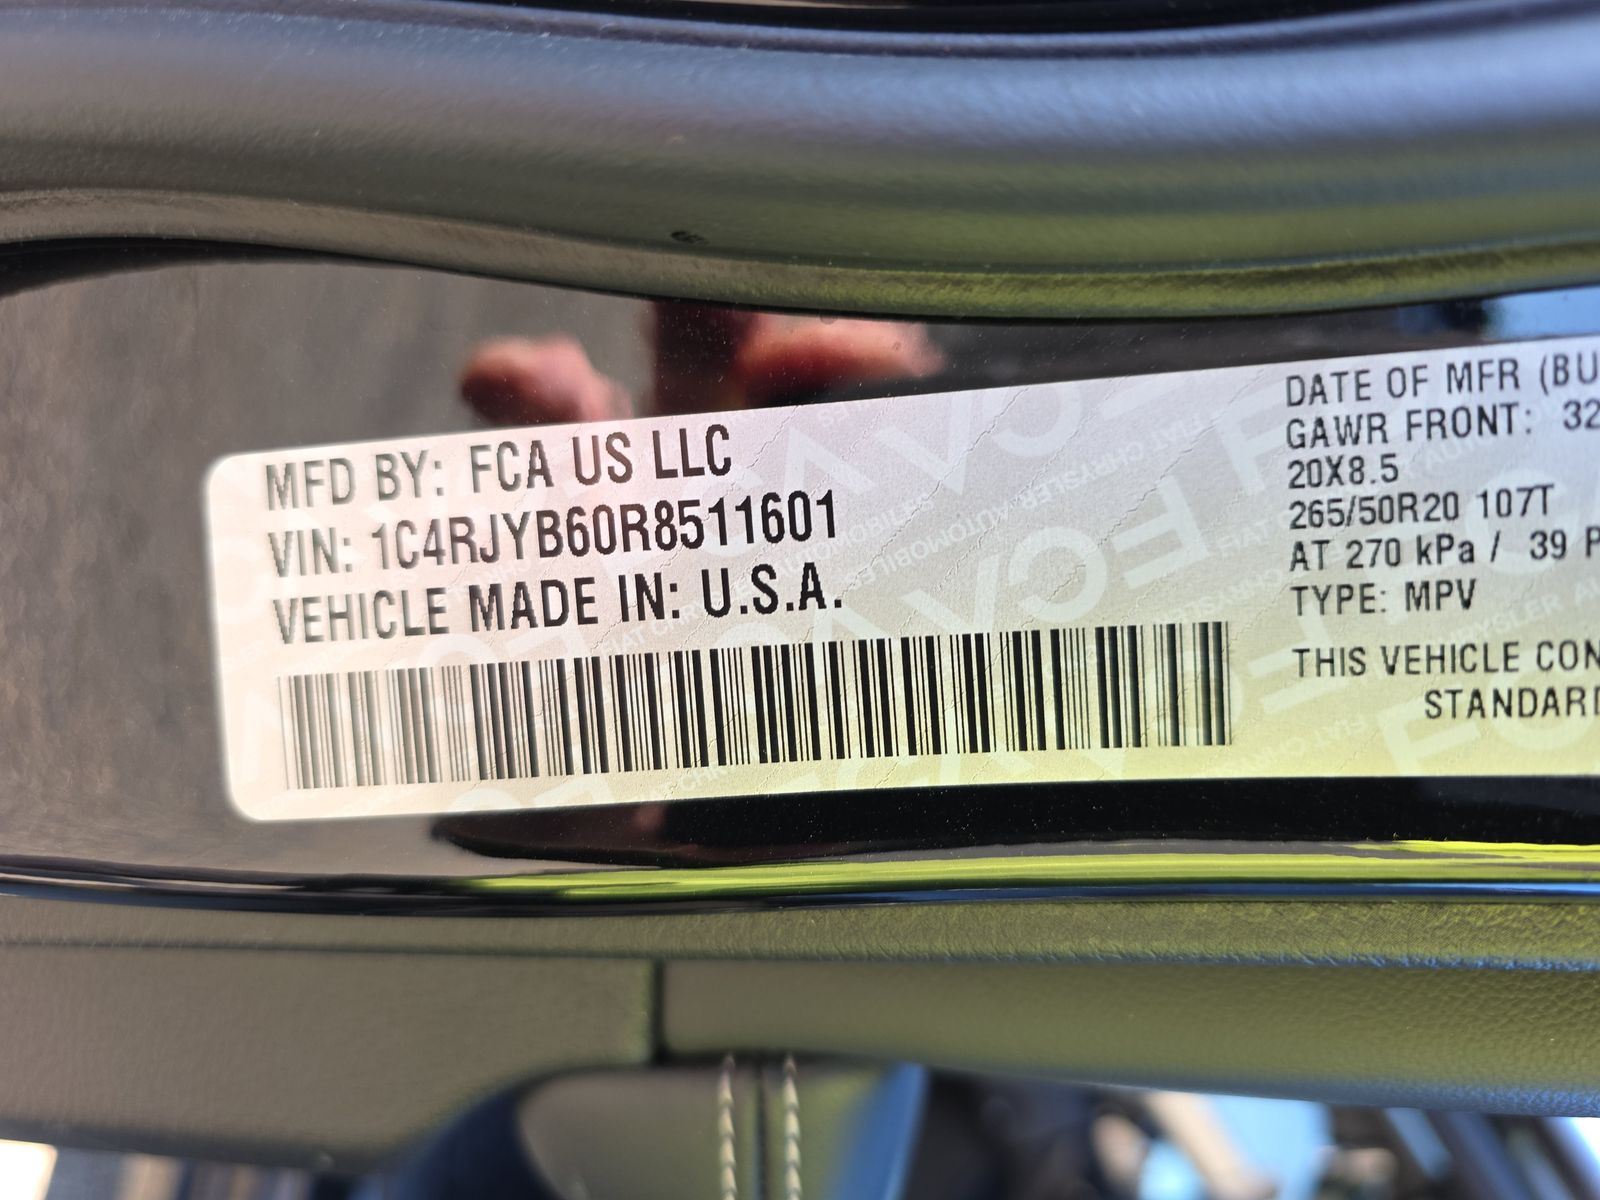 MFD BY: FCA US LLC
VIN: 1C4RJYB60R8511601
VEHICLE MADE IN: U.S.A.
DATE OF MFR (BU
GAWR FRONT: 32
20X8.5
265/50R20 107T
AT 270 kPa / 39 P
TYPE: MPV
THIS VEHICLE CON
STANDARD